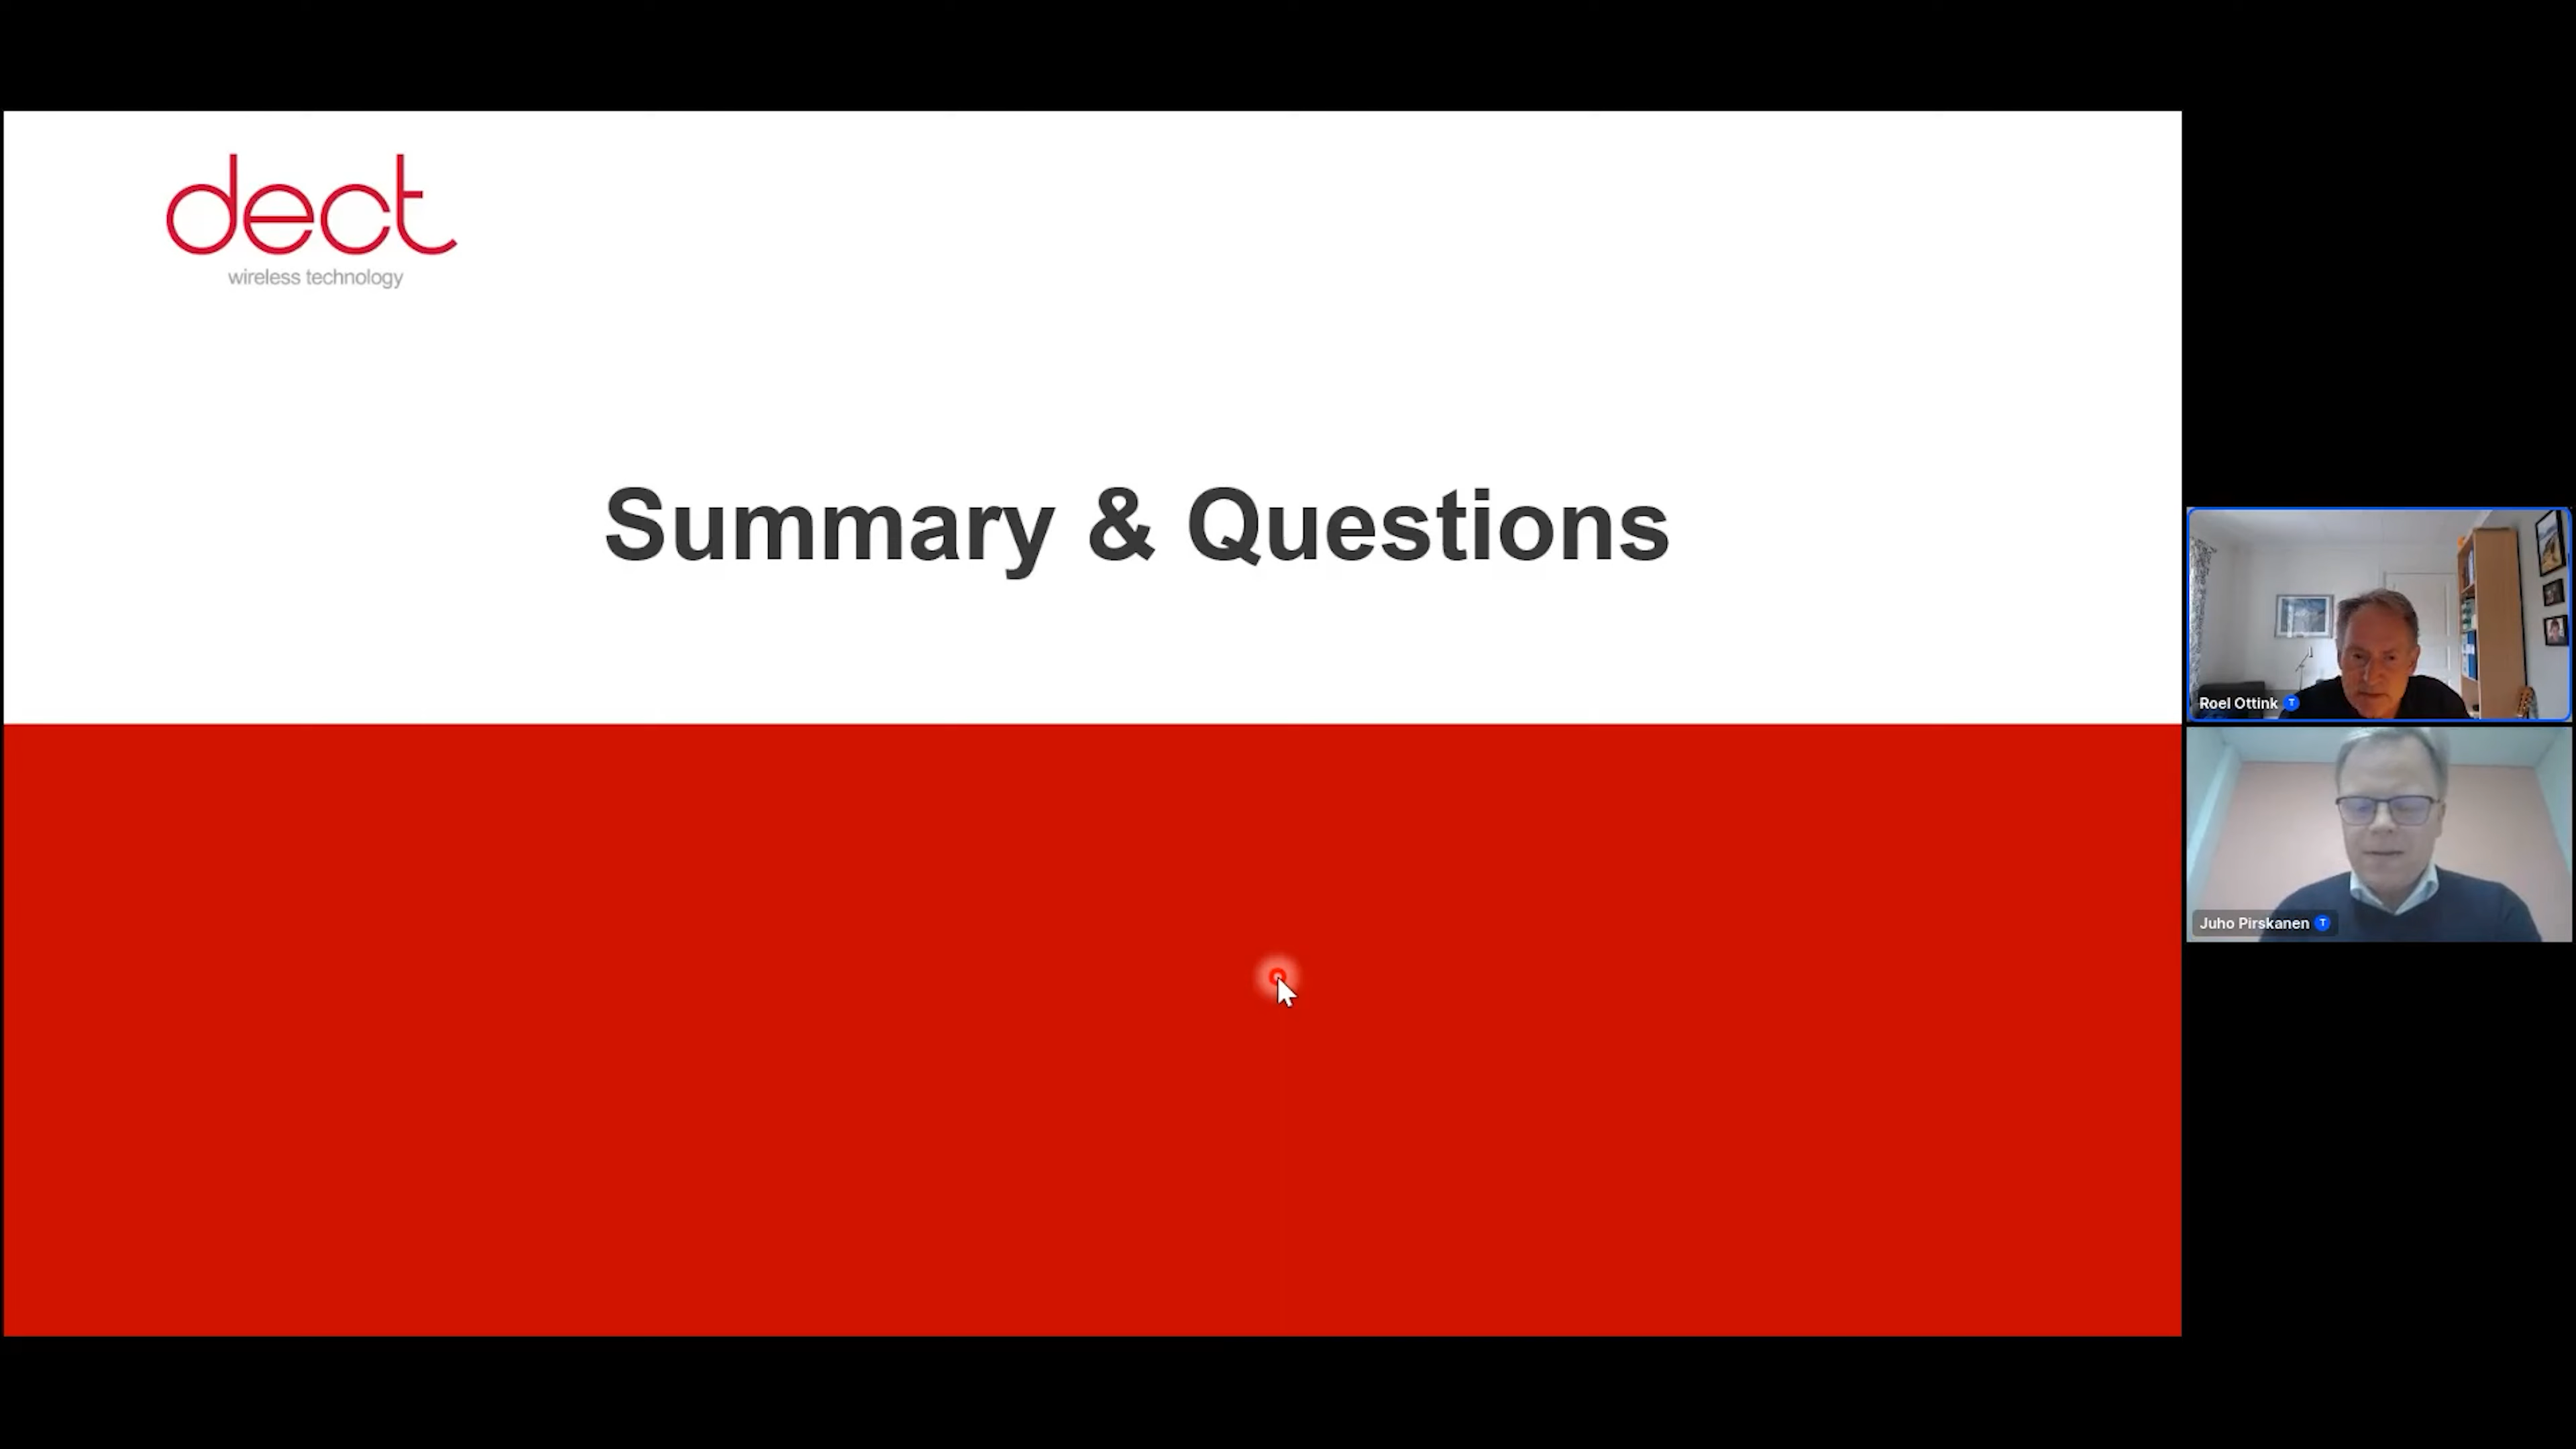 dect
wireless technology
Summary & Questions
Roel Ottink T
Juho Pirskanen T